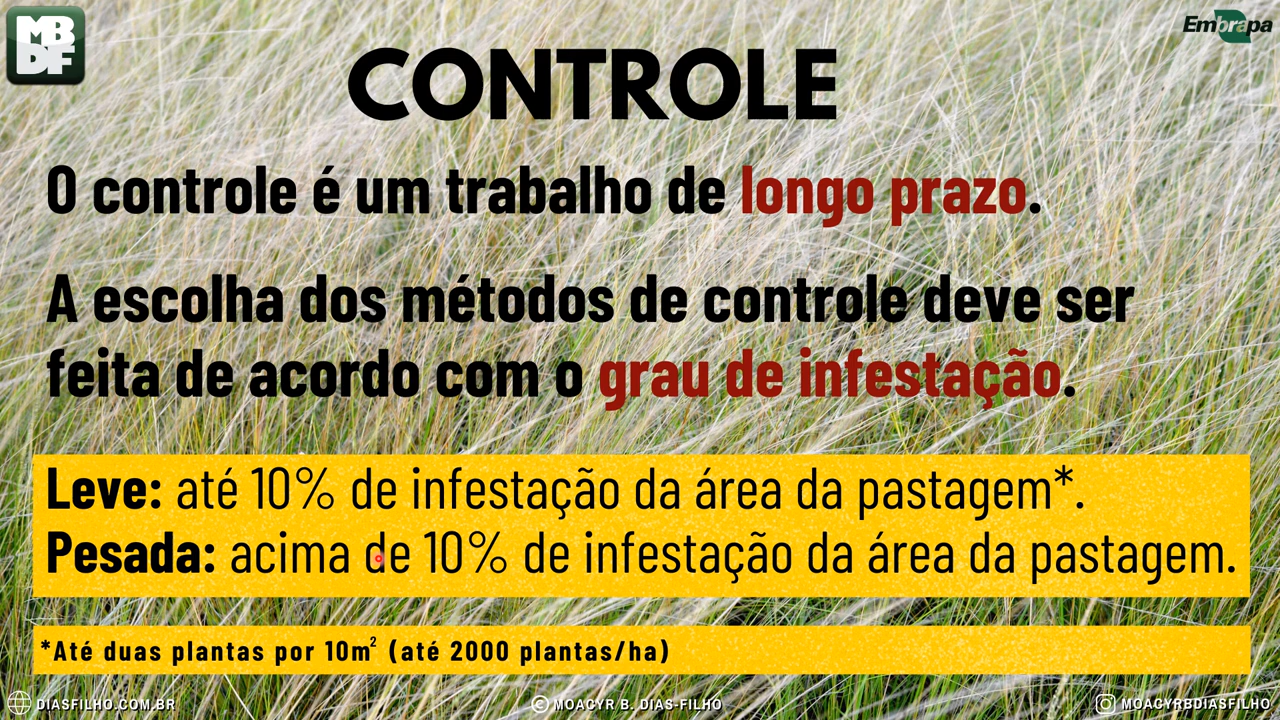 MB
DF
Embrapa
CONTROLE
O controle é um trabalho de longo prazo.
A escolha dos métodos de controle deve ser
feita de acordo com o grau de infestação.
Leve: até 10% de infestação da área da pastagem*.
Pesada: acima de 10% de infestação da área da pastagem.
*Até duas plantas por 10m² (até 2000 plantas/ha)
DIASFILHO.COM.BR
© MOACYR B. DIAS-FILHO
MOACYRBDIASFILHO